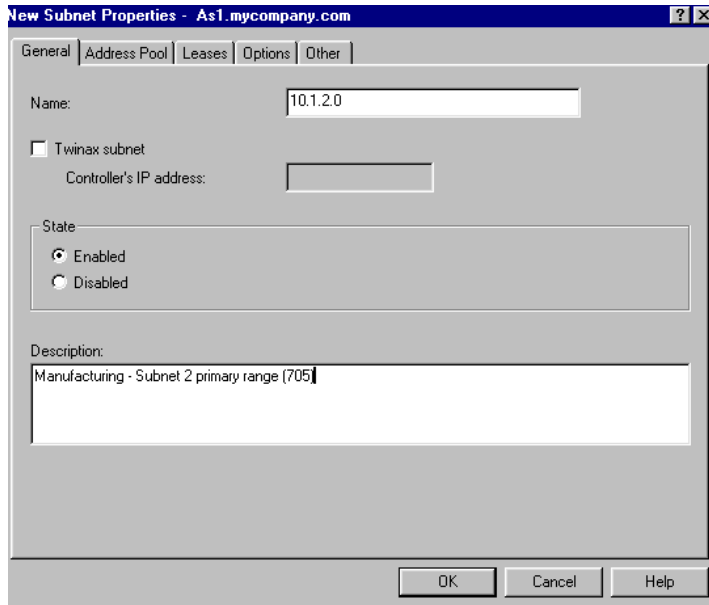 New Subnet Properties - As1.mycompany.com
General Address Pool Leases Options Other
Name: 10.1.2.0
Twinax subnet
Controller's IP address:
State
Enabled
Disabled
Description:
Manufacturing - Subnet 2 primary range (705)
OK Cancel Help